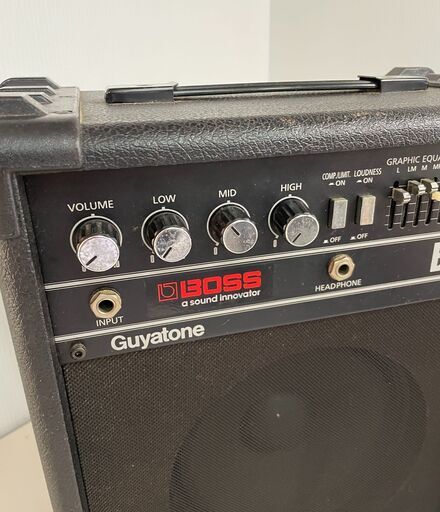 VOLUME
LOW
MID
HIGH
COMP./LIMIT. LOUDNESS
ON ON
GRAPHIC EQUA
L LM M
OFF OFF
INPUT
BOSS
a sound innovator
HEADPHONE
Guyatone